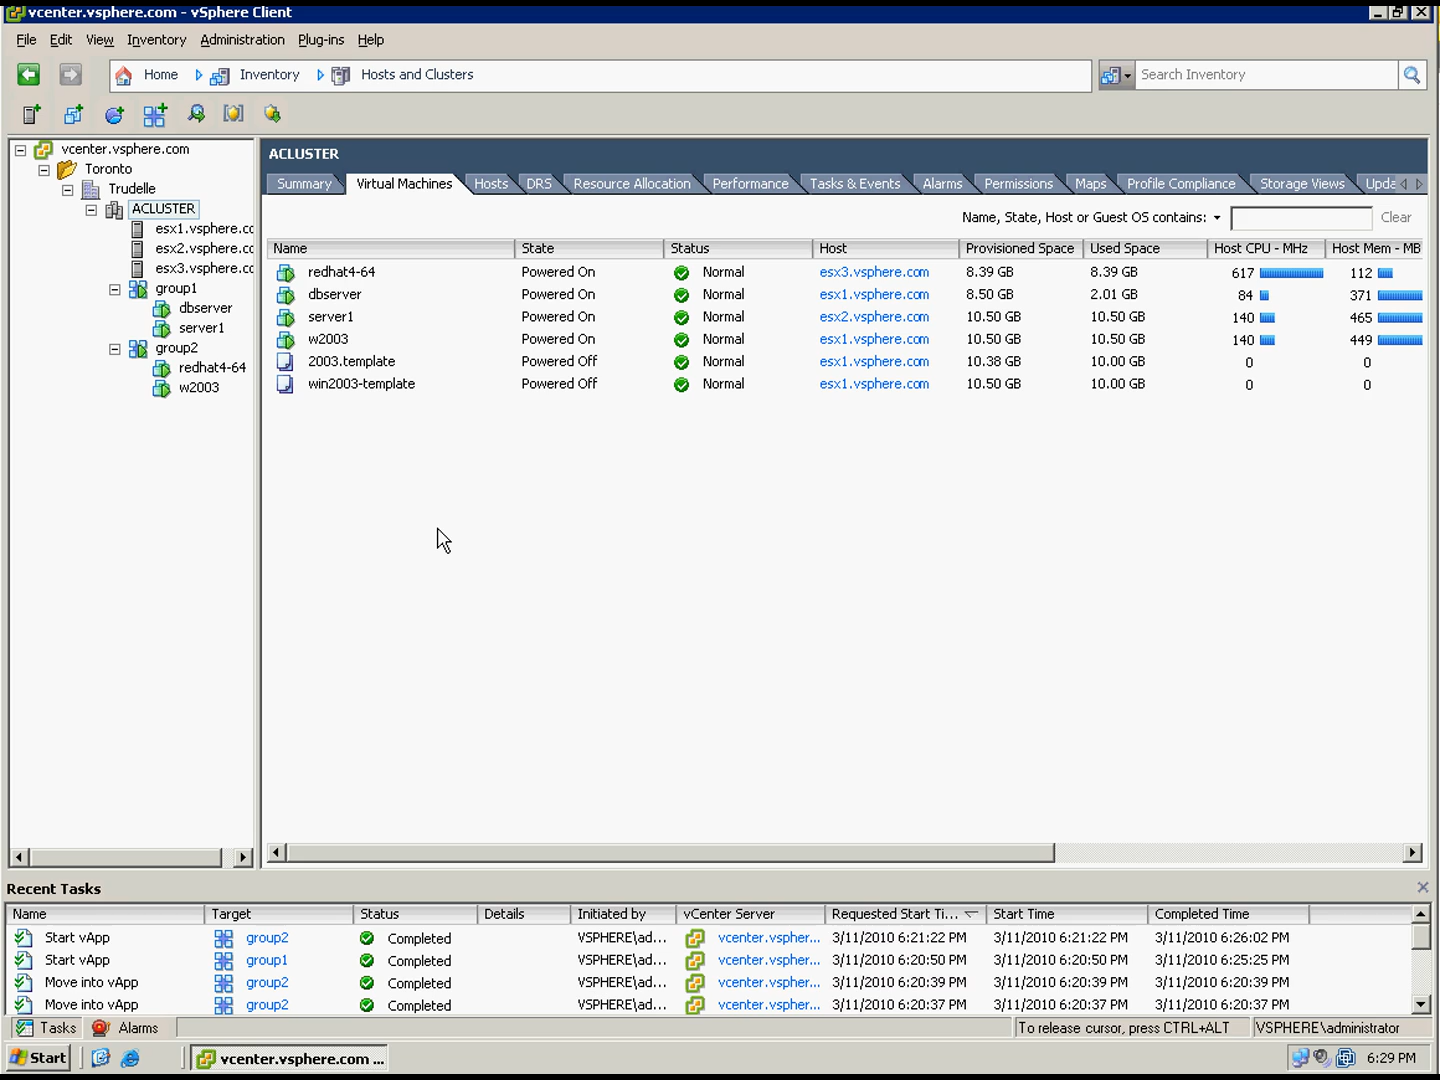 vcenter.vsphere.com - vSphere Client
File Edit View Inventory Administration Plug-ins Help
Home Inventory Hosts and Clusters Search Inventory
vcenter.vsphere.com
Toronto
Trudelle
ACLUSTER
esx1.vsphere.cc
esx2.vsphere.cc
esx3.vsphere.cc
group1
dbserver
server1
group2
redhat4-64
w2003
ACLUSTER
Summary Virtual Machines Hosts DRS Resource Allocation Performance Tasks & Events Alarms Permissions Maps Profile Compliance Storage Views Upda
Name, State, Host or Guest OS contains: Clear
Name State Status Host Provisioned Space Used Space Host CPU - MHz Host Mem - MB
redhat4-64 Powered On Normal esx3.vsphere.com 8.39 GB 8.39 GB 617 112
dbserver Powered On Normal esx1.vsphere.com 8.50 GB 2.01 GB 84 371
server1 Powered On Normal esx2.vsphere.com 10.50 GB 10.50 GB 140 465
w2003 Powered On Normal esx1.vsphere.com 10.50 GB 10.50 GB 140 449
2003.template Powered Off Normal esx1.vsphere.com 10.38 GB 10.00 GB 0 0
win2003-template Powered Off Normal esx1.vsphere.com 10.50 GB 10.00 GB 0 0
Recent Tasks
Name Target Status Details Initiated by vCenter Server Requested Start Ti... Start Time Completed Time
Start vApp group2 Completed VSPHERE\ad... vcenter.vspher... 3/11/2010 6:21:22 PM 3/11/2010 6:21:22 PM 3/11/2010 6:26:02 PM
Start vApp group1 Completed VSPHERE\ad... vcenter.vspher... 3/11/2010 6:20:50 PM 3/11/2010 6:20:50 PM 3/11/2010 6:25:25 PM
Move into vApp group2 Completed VSPHERE\ad... vcenter.vspher... 3/11/2010 6:20:39 PM 3/11/2010 6:20:39 PM 3/11/2010 6:20:39 PM
Move into vApp group2 Completed VSPHERE\ad... vcenter.vspher... 3/11/2010 6:20:37 PM 3/11/2010 6:20:37 PM 3/11/2010 6:20:37 PM
Tasks Alarms To release cursor, press CTRL+ALT VSPHERE\administrator
Start vcenter.vsphere.com ... 6:29 PM